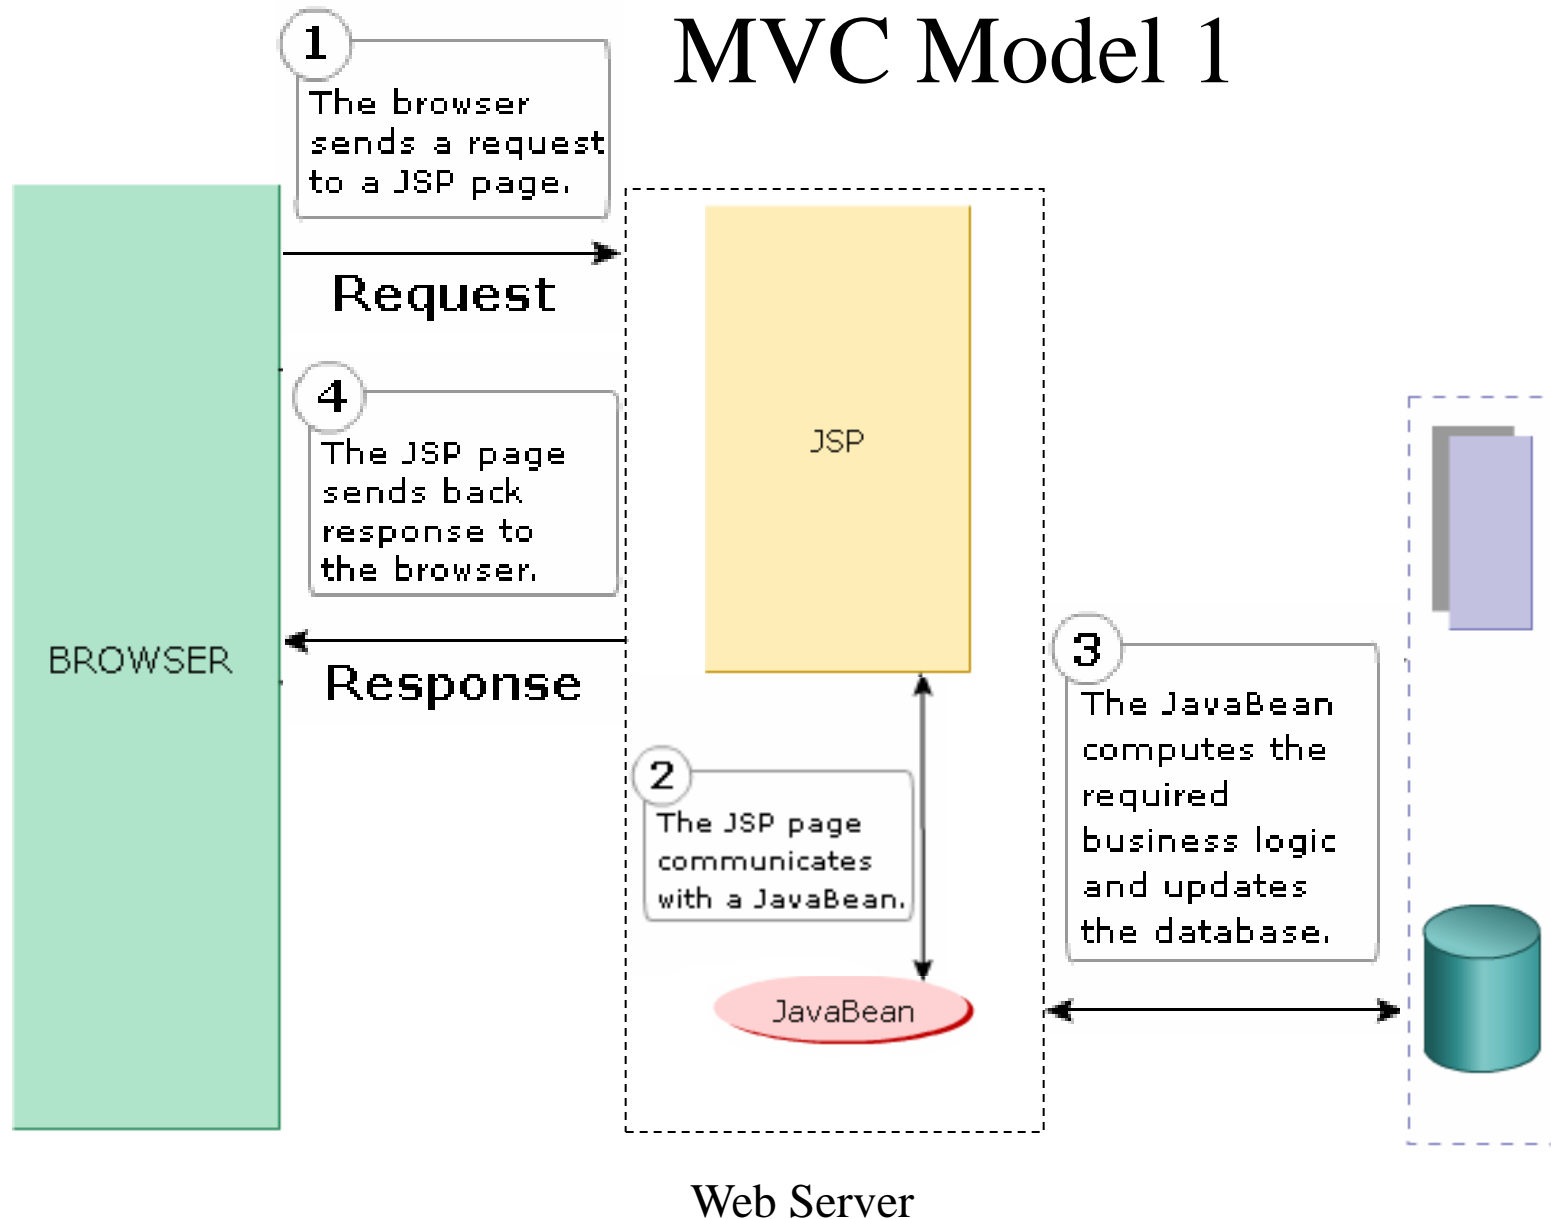 MVC Model 1
1
The browser
sends a request
to a JSP page.
Request
4
The JSP page
sends back
response to
the browser.
Response
BROWSER
JSP
2
The JSP page
communicates
with a JavaBean.
JavaBean
3
The JavaBean
computes the
required
business logic
and updates
the database.
Web Server